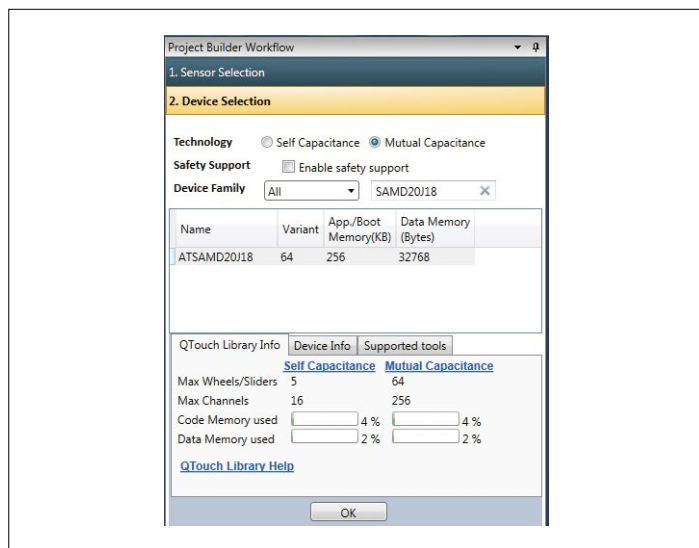 Project Builder Workflow
1. Sensor Selection
2. Device Selection
Technology Self Capacitance Mutual Capacitance
Safety Support Enable safety support
Device Family All SAMD20J18
Name Variant App./Boot Memory(KB) Data Memory (Bytes)
ATSAMD20J18 64 256 32768
QTouch Library Info Device Info Supported tools
Self Capacitance Mutual Capacitance
Max Wheels/Sliders 5 64
Max Channels 16 256
Code Memory used 4 % 4 %
Data Memory used 2 % 2 %
QTouch Library Help
OK